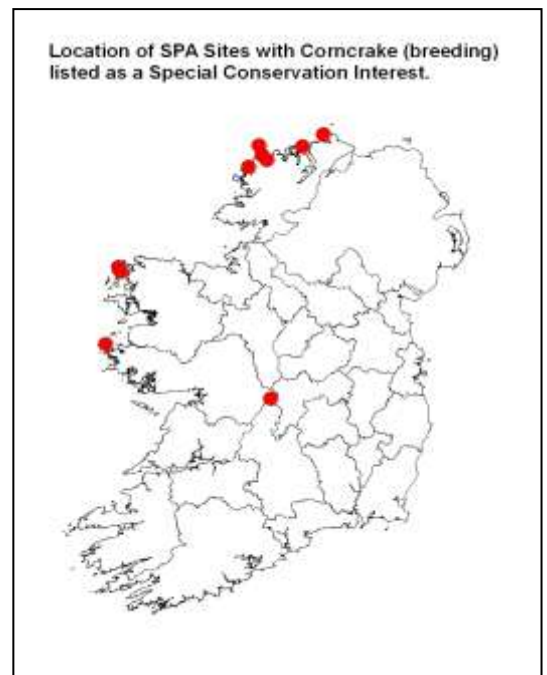 Location of SPA Sites with Corncrake (breeding)
listed as a Special Conservation Interest.